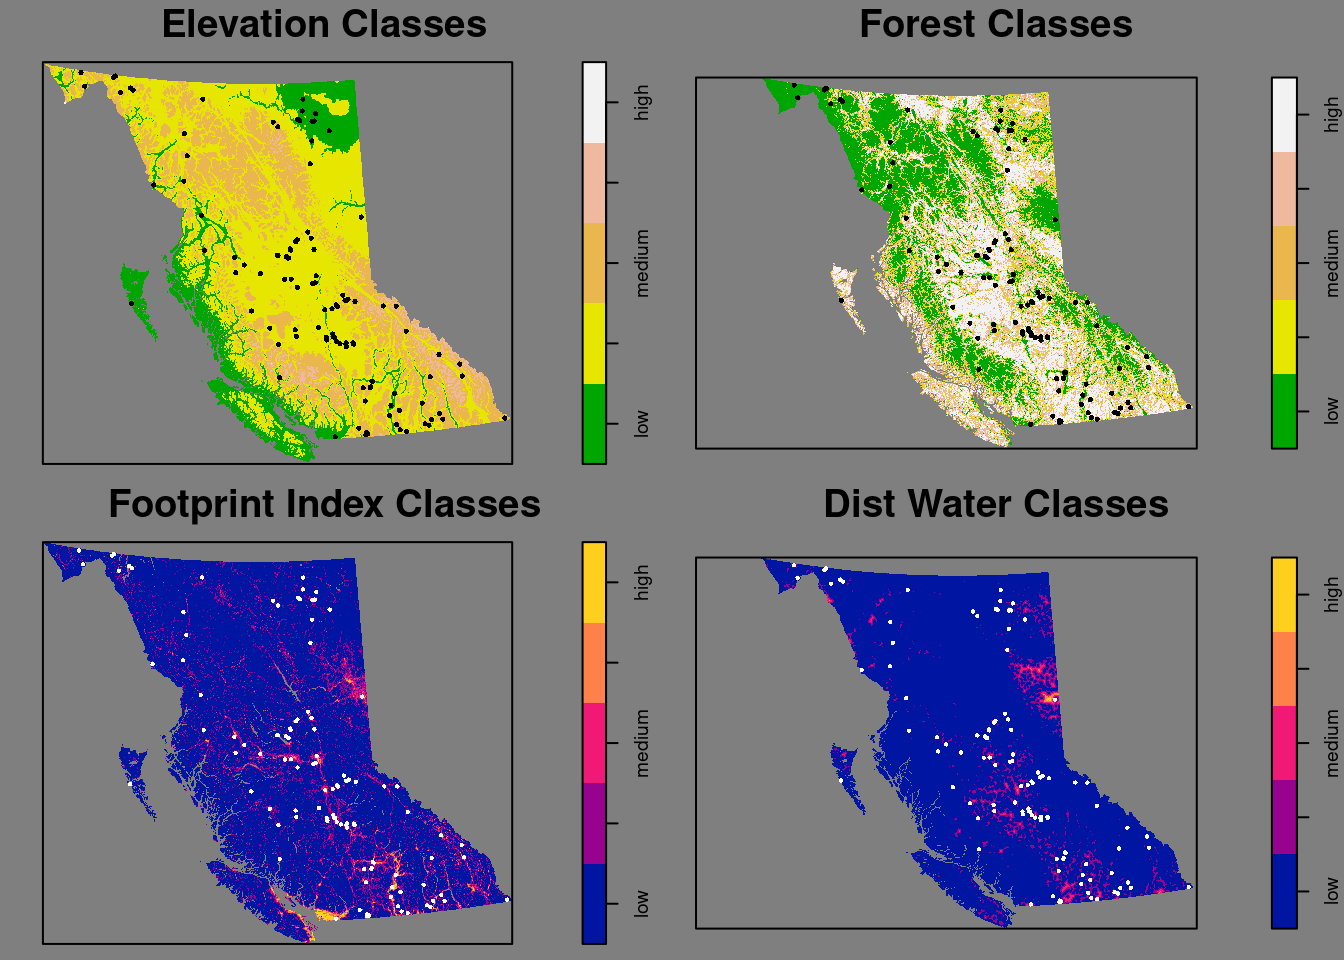 Elevation Classes
high
medium
low
Forest Classes
high
medium
low
Footprint Index Classes
high
medium
low
Dist Water Classes
high
medium
low